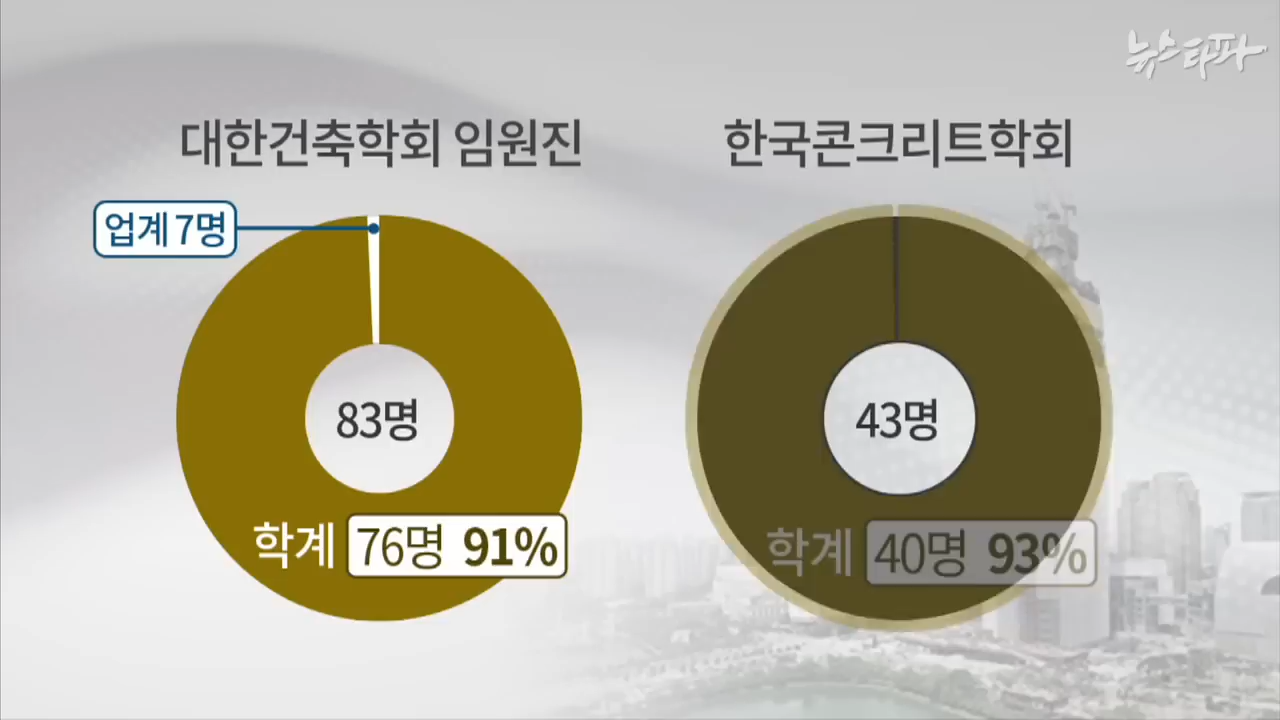 뉴스타파
대한건축학회 임원진
한국콘크리트학회
업계 7명
83명
43명
학계 76명 91%
학계 40명 93%